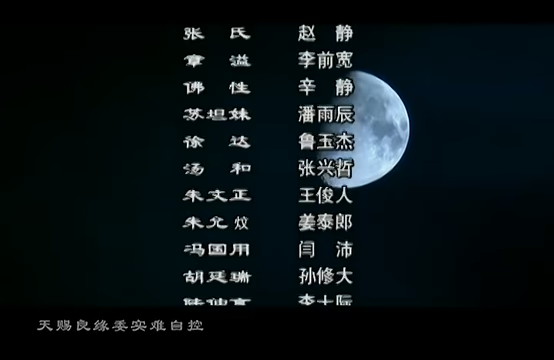 张氏 赵静
章溢 李前宽
佛性 辛静
苏坦妹 潘雨辰
徐达 鲁玉杰
汤和 张兴哲
朱文正 王俊人
朱允炆 姜泰郎
冯国用 闫沛
胡廷瑞 孙修大
天赐良缘委实难自控